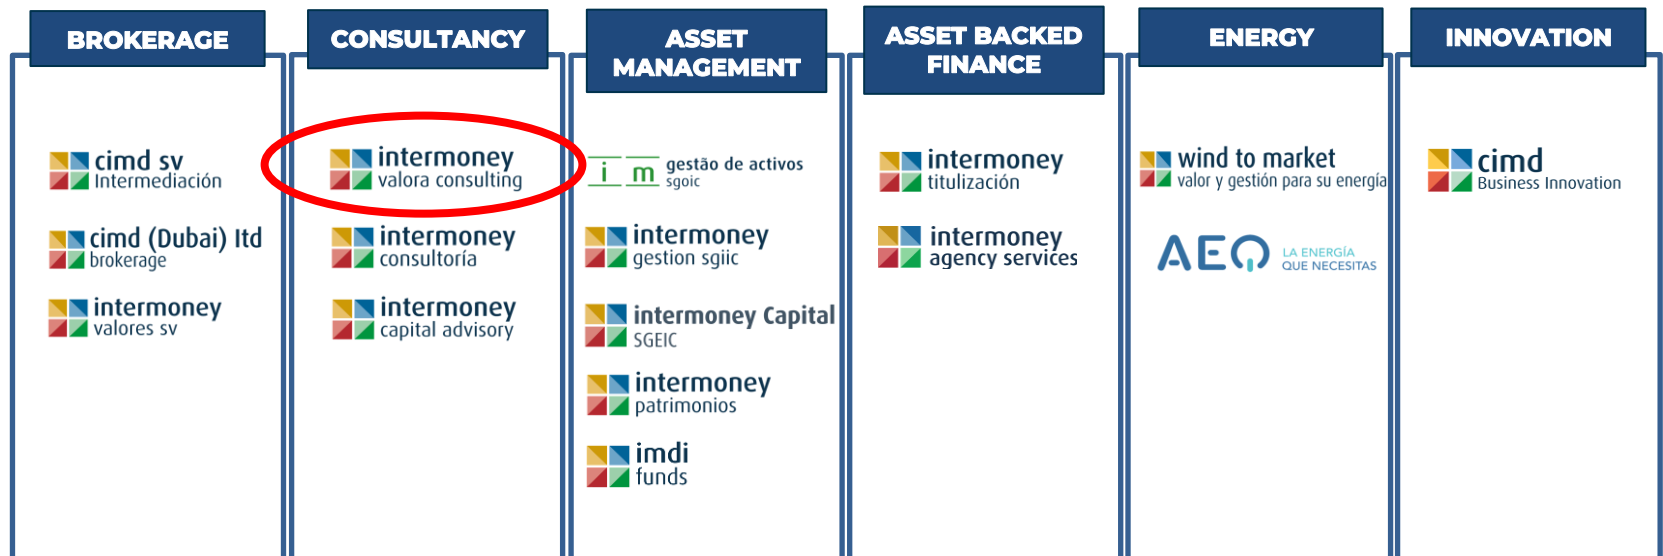 BROKERAGE
cimd sv
Intermediación
cimd (Dubai) ltd
brokerage
intermoney
valores sv
CONSULTANCY
intermoney
valora consulting
intermoney
consultoría
intermoney
capital advisory
ASSET
MANAGEMENT
i m gestão de activos
sgoic
intermoney
gestion sgiic
intermoney Capital
SGEIC
intermoney
patrimonios
imdi
funds
ASSET BACKED
FINANCE
intermoney
titulización
intermoney
agency services
ENERGY
wind to market
valor y gestión para su energía
AEQ LA ENERGÍA
QUE NECESITAS
INNOVATION
cimd
Business Innovation